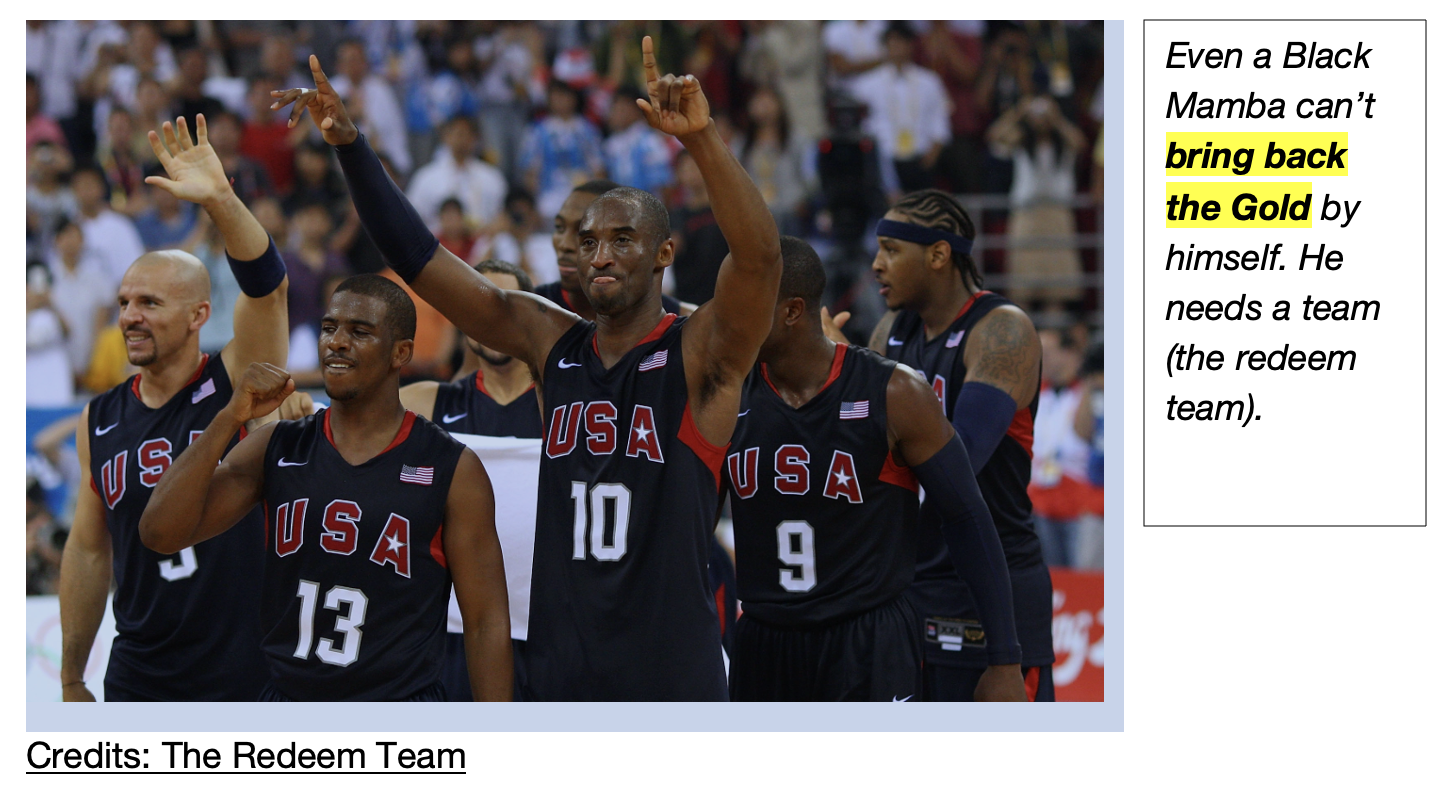 Even a Black
Mamba can’t
bring back
the Gold by
himself. He
needs a team
(the redeem
team).
USA
USA
USA
USA
13
10
9
Credits: The Redeem Team